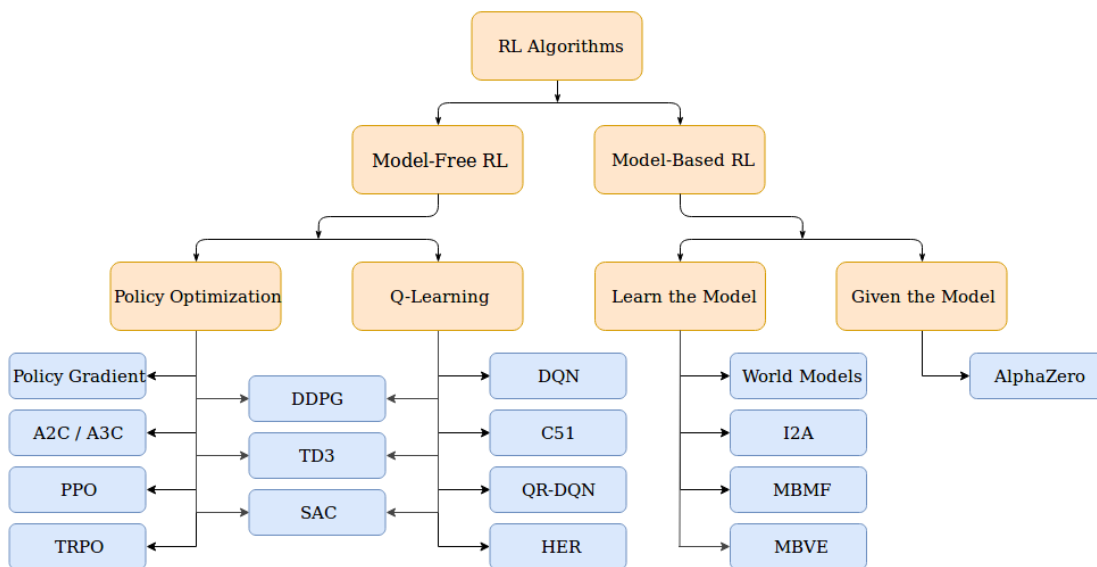 RL Algorithms
Model-Free RL
Model-Based RL
Policy Optimization
Q-Learning
Learn the Model
Given the Model
Policy Gradient
DQN
World Models
AlphaZero
DDPG
A2C / A3C
C51
I2A
TD3
PPO
QR-DQN
MBMF
SAC
TRPO
HER
MBVE